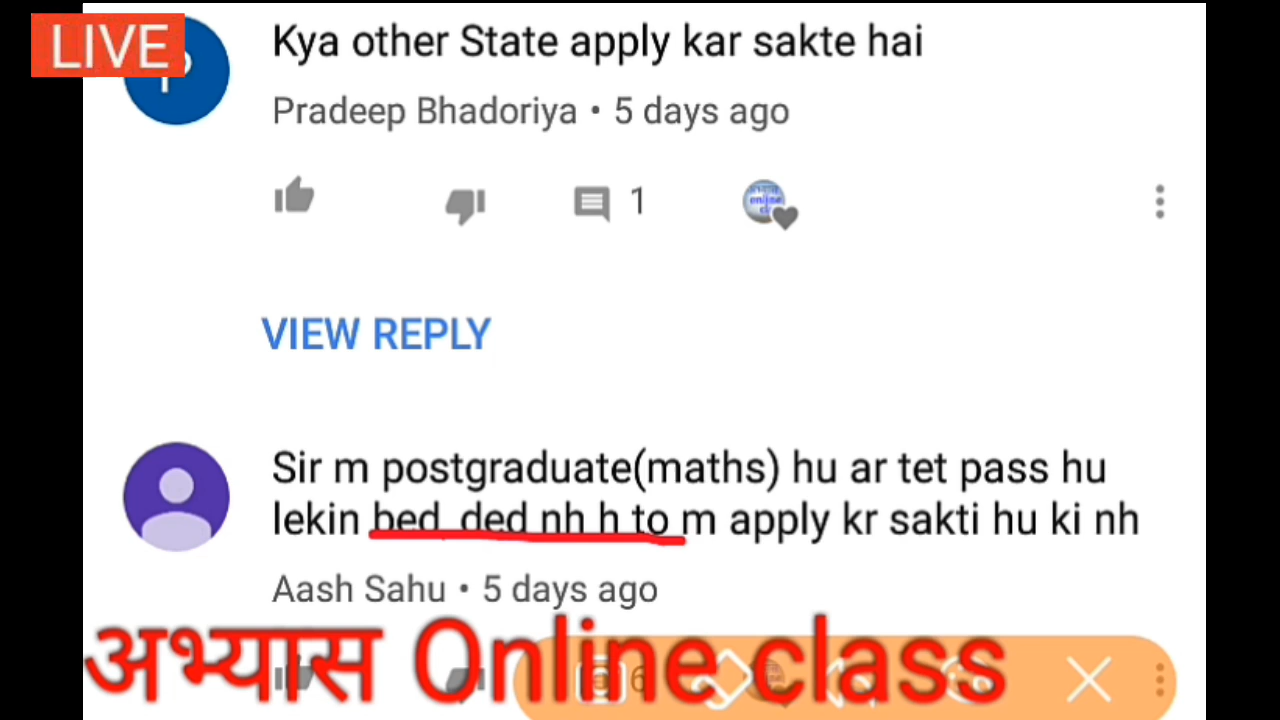 LIVE
Kya other State apply kar sakte hai
Pradeep Bhadoriya • 5 days ago
1
VIEW REPLY
Sir m postgraduate(maths) hu ar tet pass hu
lekin bed ded nh h to m apply kr sakti hu ki nh
Aash Sahu • 5 days ago
अभ्यास Online class
6